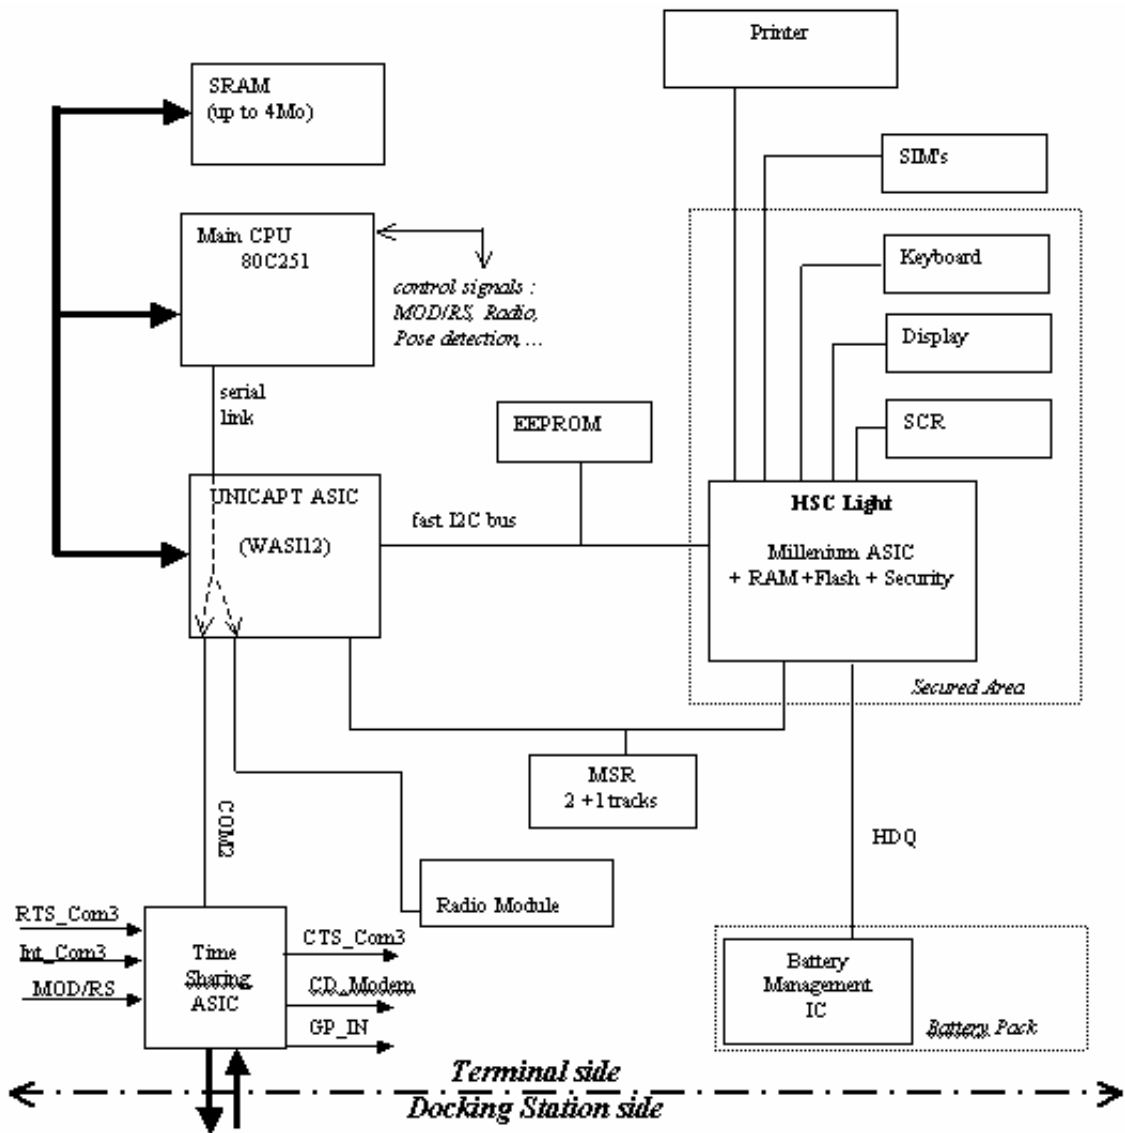 Printer
SRAM
(up to 4Mo)
SIM's
Main CPU
80C251
Keyboard
control signals :
MOD/RS, Radio,
Pose detection, ...
Display
serial
link
EEPROM
SCR
UNICAPT ASIC
(WASI12)
fast I2C bus
HSC Light
Millenium ASIC
+ RAM +Flash + Security
Secured Area
MSR
2 +1 tracks
COM2
HDQ
Radio Module
RTS_Com3
Int_Com3
MOD/RS
Time
Sharing
ASIC
CTS_Com3
CD_Modem
GP_IN
Battery
Management
IC
Battery Pack
Terminal side
Docking Station side